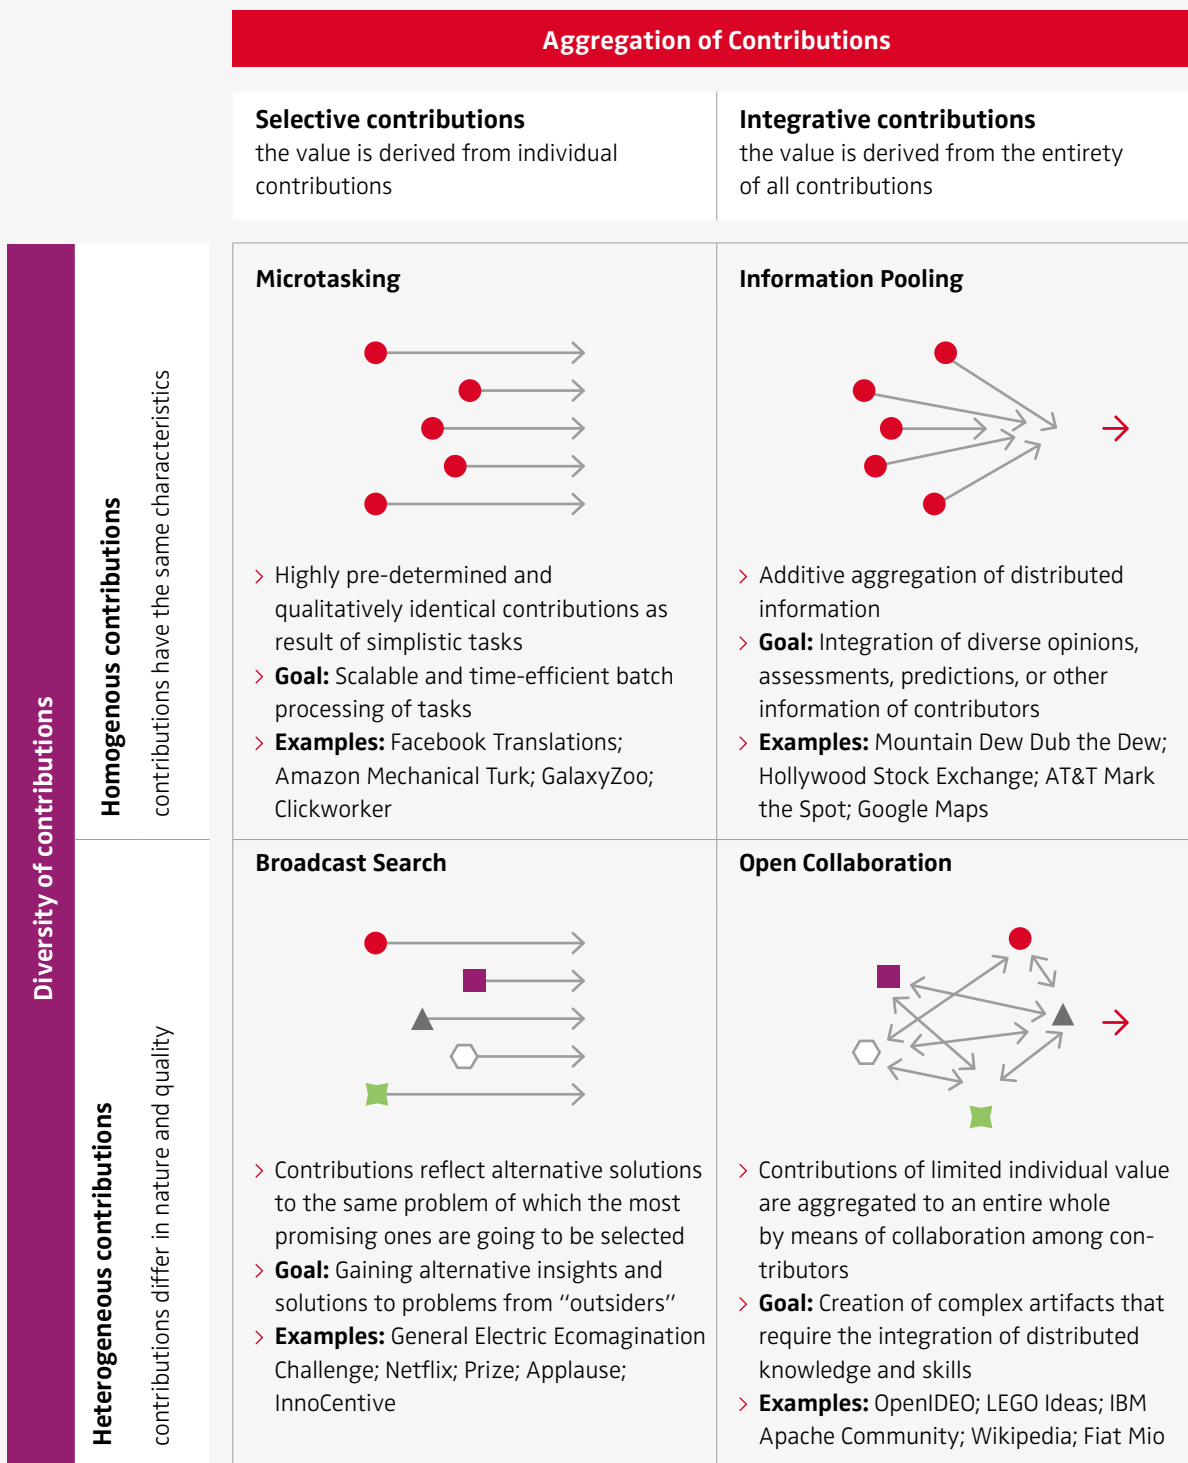 Aggregation of Contributions
Selective contributions
the value is derived from individual
contributions
Integrative contributions
the value is derived from the entirety
of all contributions
Diversity of contributions
Homogenous contributions
contributions have the same characteristics
Microtasking
> Highly pre-determined and
qualitatively identical contributions as
result of simplistic tasks
> Goal: Scalable and time-efficient batch
processing of tasks
> Examples: Facebook Translations;
Amazon Mechanical Turk; GalaxyZoo;
Clickworker
Information Pooling
> Additive aggregation of distributed
information
> Goal: Integration of diverse opinions,
assessments, predictions, or other
information of contributors
> Examples: Mountain Dew Dub the Dew;
Hollywood Stock Exchange; AT&T Mark
the Spot; Google Maps
Heterogeneous contributions
contributions differ in nature and quality
Broadcast Search
> Contributions reflect alternative solutions
to the same problem of which the most
promising ones are going to be selected
> Goal: Gaining alternative insights and
solutions to problems from “outsiders”
> Examples: General Electric Ecomagination
Challenge; Netflix; Prize; Applause;
InnoCentive
Open Collaboration
> Contributions of limited individual value
are aggregated to an entire whole
by means of collaboration among con-
tributors
> Goal: Creation of complex artifacts that
require the integration of distributed
knowledge and skills
> Examples: OpenIDEO; LEGO Ideas; IBM
Apache Community; Wikipedia; Fiat Mio